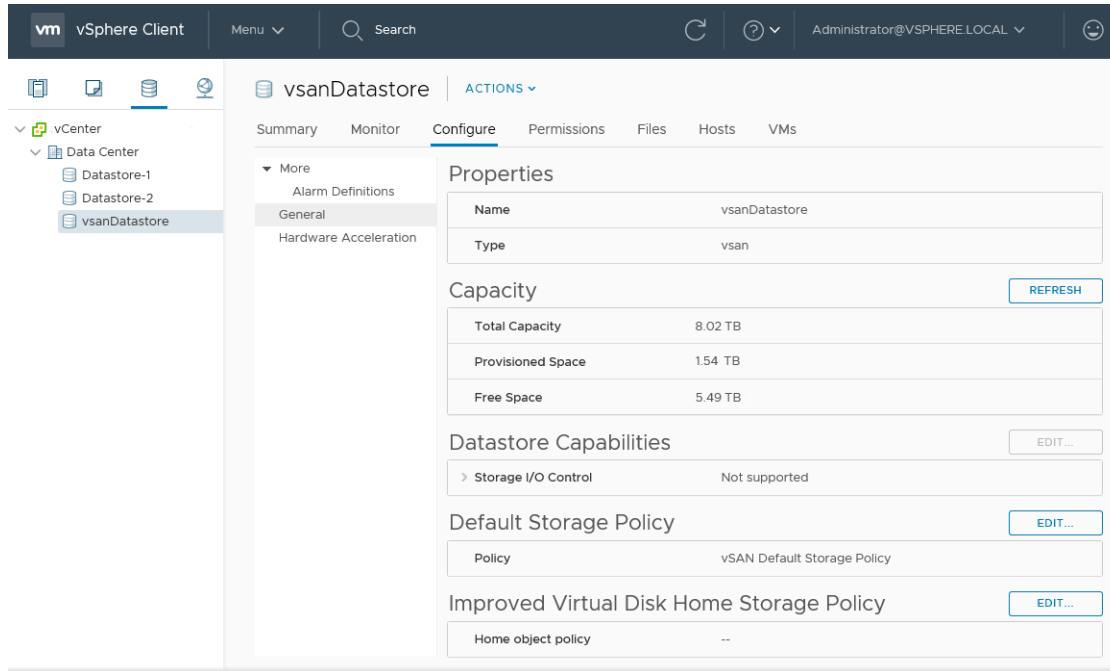 vm vSphere Client Menu Search Administrator@VSPHERE.LOCAL
vCenter
Data Center
Datastore-1
Datastore-2
vsanDatastore
vsanDatastore ACTIONS
Summary Monitor Configure Permissions Files Hosts VMs
More
Alarm Definitions
General
Hardware Acceleration
Properties
Name vsanDatastore
Type vsan
Capacity REFRESH
Total Capacity 8.02 TB
Provisioned Space 1.54 TB
Free Space 5.49 TB
Datastore Capabilities EDIT...
Storage I/O Control Not supported
Default Storage Policy EDIT...
Policy vSAN Default Storage Policy
Improved Virtual Disk Home Storage Policy EDIT...
Home object policy --